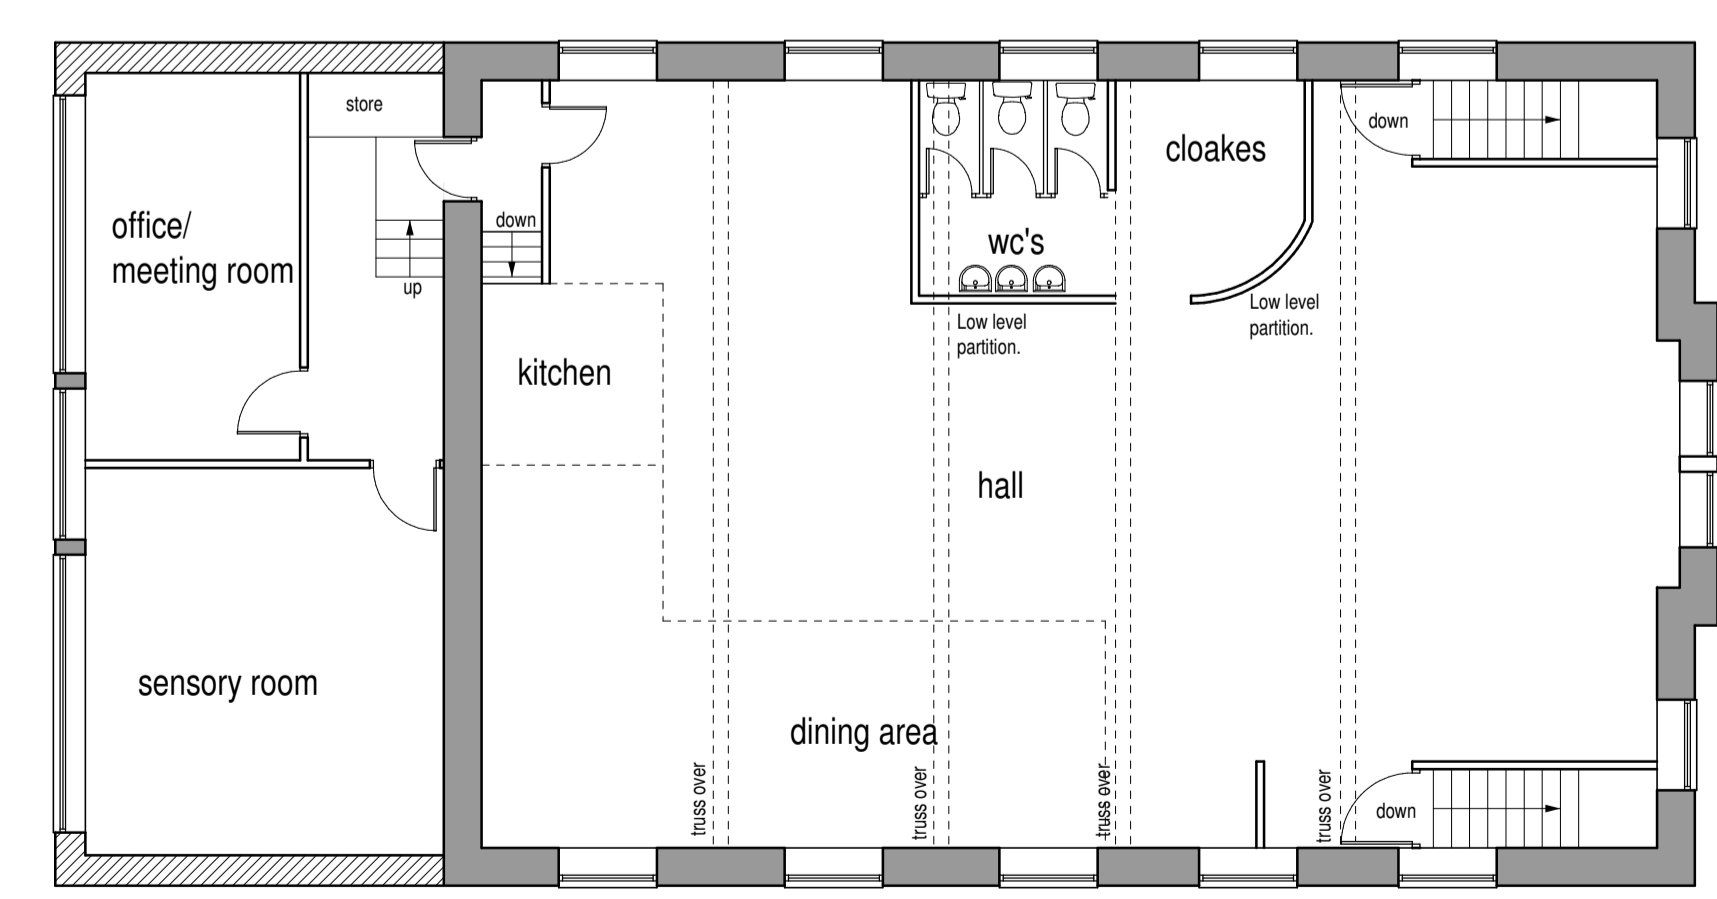 store
down
cloakes
office/
meeting room
down
wc's
up
Low level
partition.
Low level
partition.
kitchen
hall
sensory room
dining area
truss over
truss over
truss over
truss over
down